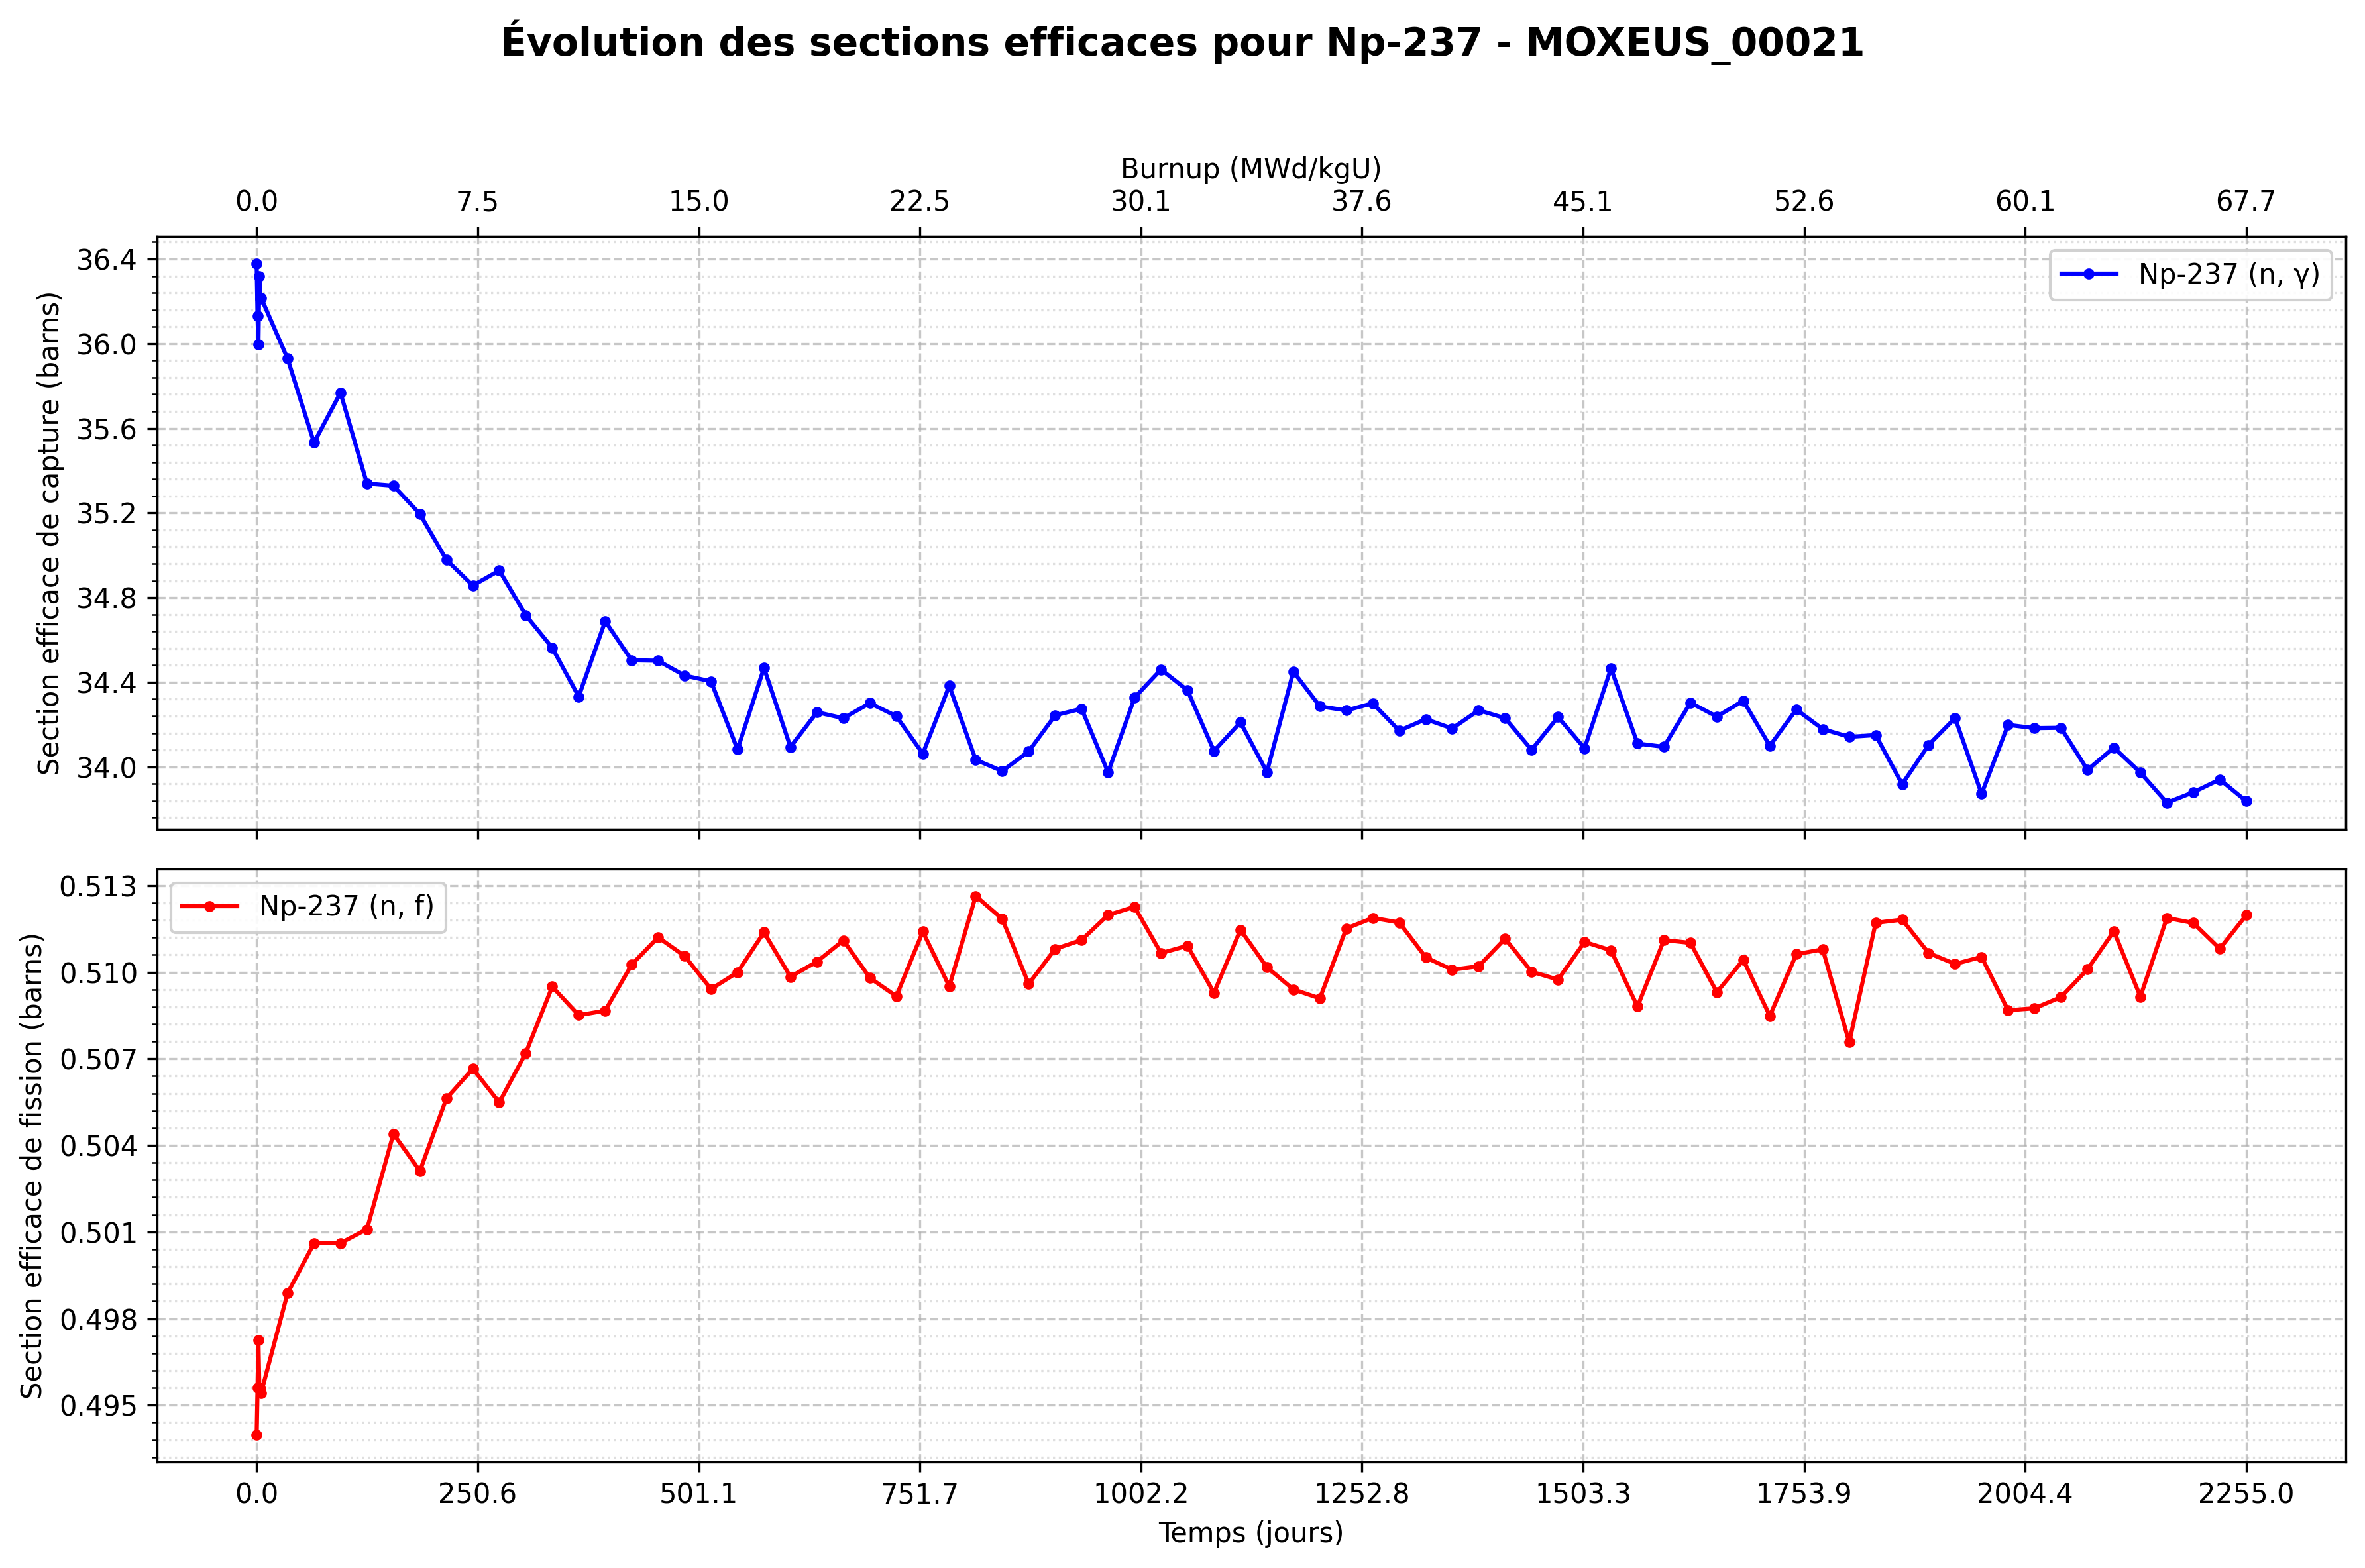 Évolution des sections efficaces pour Np-237 - MOXEUS_00021
Burnup (MWd/kgU)
0.0 7.5 15.0 22.5 30.1 37.6 45.1 52.6 60.1 67.7
Section efficace de capture (barns)
36.4
36.0
35.6
35.2
34.8
34.4
34.0
Np-237 (n, γ)
Section efficace de fission (barns)
0.513
0.510
0.507
0.504
0.501
0.498
0.495
Np-237 (n, f)
0.0 250.6 501.1 751.7 1002.2 1252.8 1503.3 1753.9 2004.4 2255.0
Temps (jours)